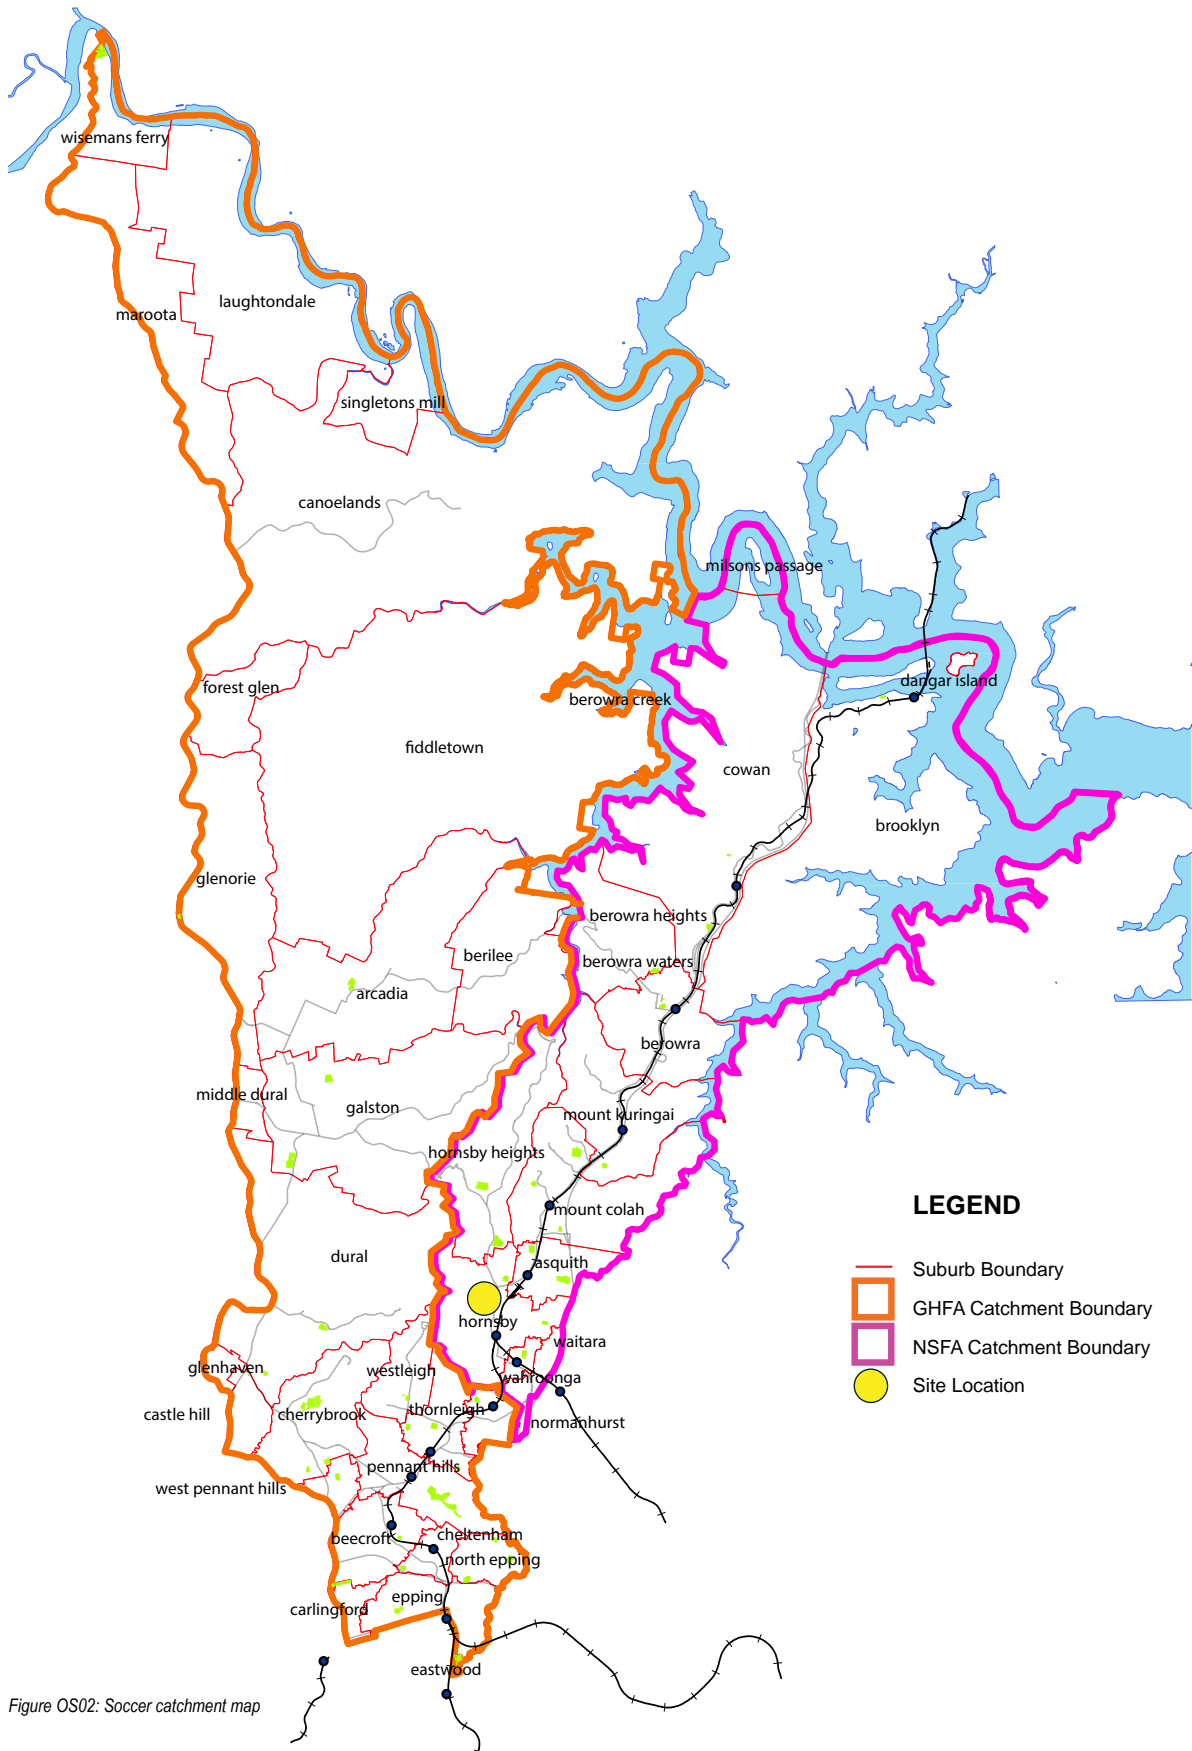 wisemans ferry
laughtondale
maroota
singletons mill
canoelands
milsons passage
forest glen
dangar island
berowra creek
fiddletown
cowan
brooklyn
glenorie
berowra heights
berilee
berowra waters
arcadia
berowra
middle dural
galston
mount kuringai
hornsby heights
mount colah
LEGEND
dural
asquith
Suburb Boundary
GHFA Catchment Boundary
hornsby
waitara
NSFA Catchment Boundary
glenhaven
westleigh
wahroonga
Site Location
castle hill
cherrybrook
thornleigh
normanhurst
pennant hills
west pennant hills
beecroft
cheltenham
north epping
epping
carlingford
eastwood
Figure OS02: Soccer catchment map